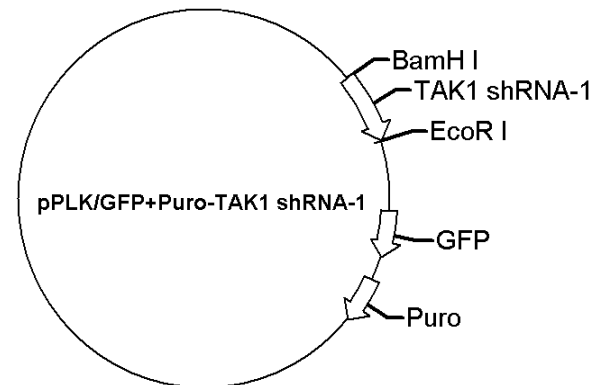 BamH I
TAK1 shRNA-1
EcoR I
pPLK/GFP+Puro-TAK1 shRNA-1
GFP
Puro